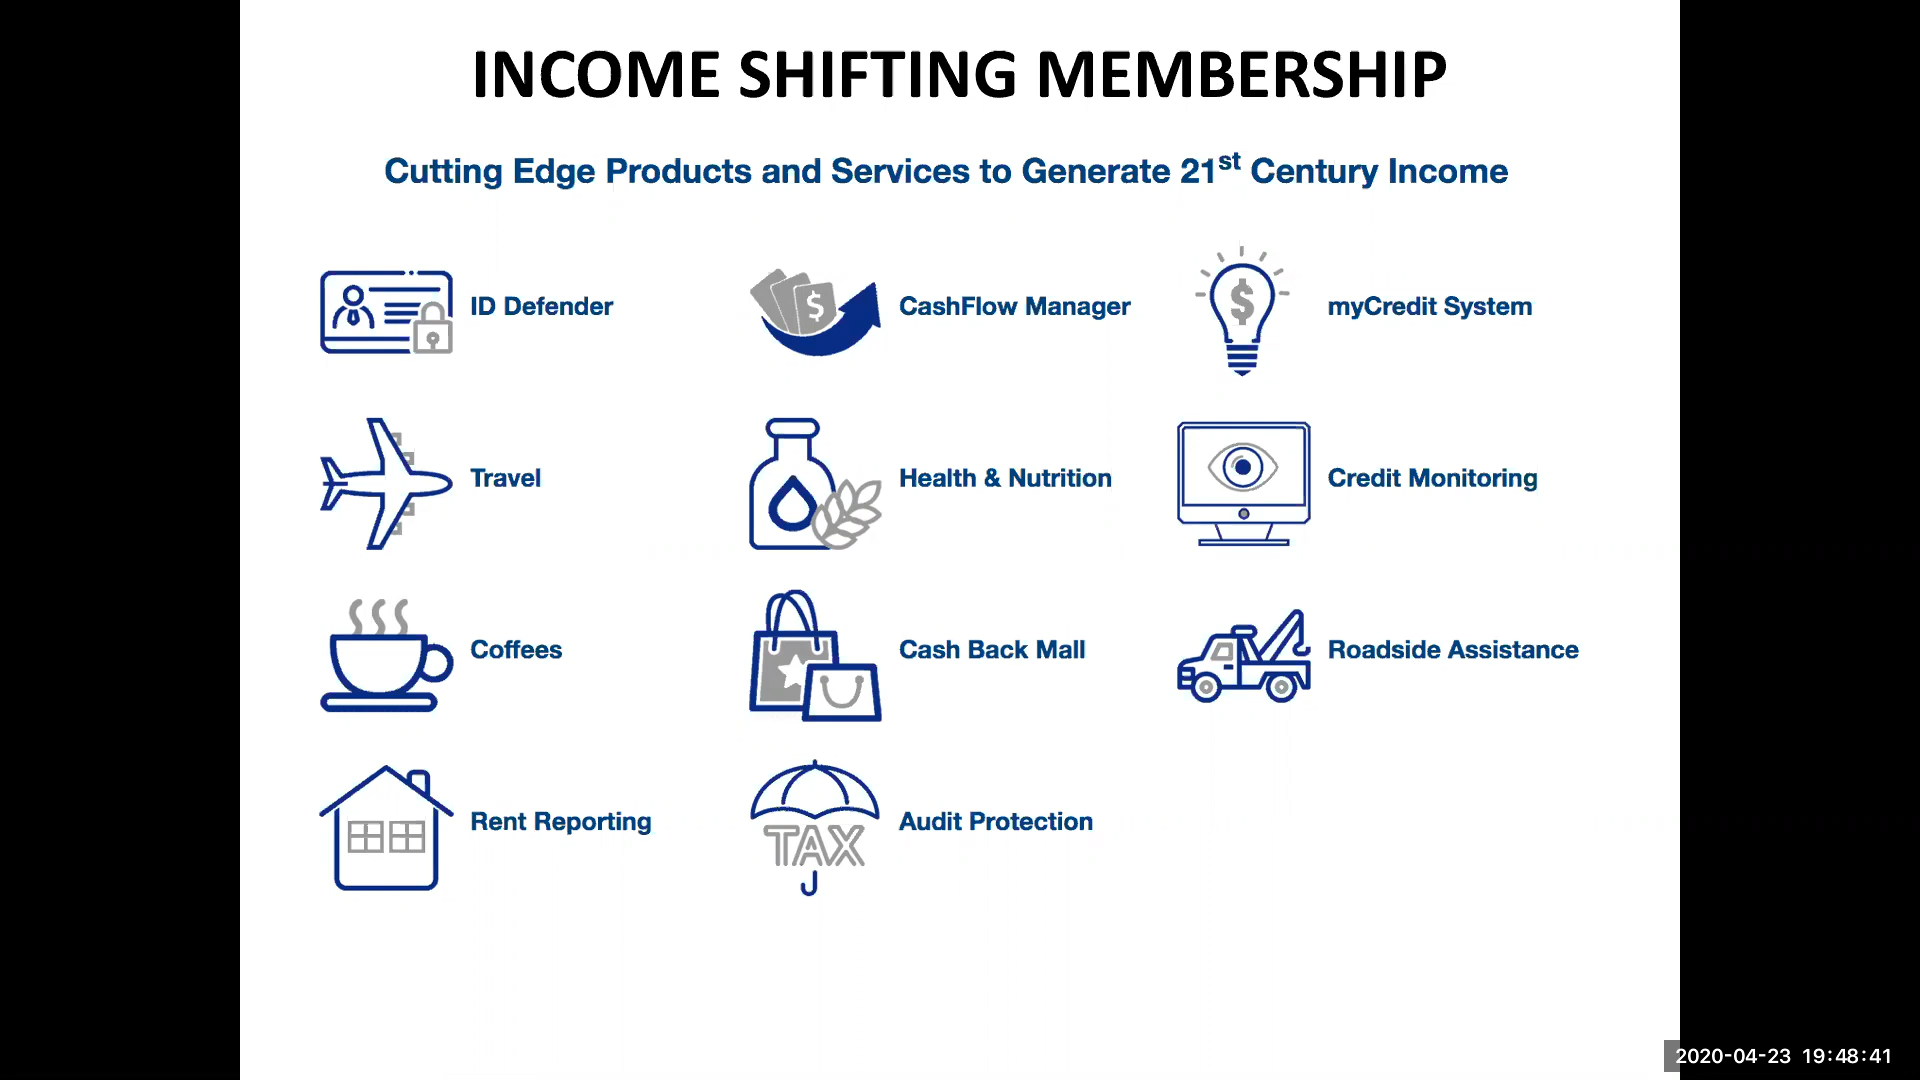 INCOME SHIFTING MEMBERSHIP
Cutting Edge Products and Services to Generate 21st Century Income
ID Defender
CashFlow Manager
myCredit System
Travel
Health & Nutrition
Credit Monitoring
Coffees
Cash Back Mall
Roadside Assistance
Rent Reporting
TAX
Audit Protection
2020-04-23 19:48:41